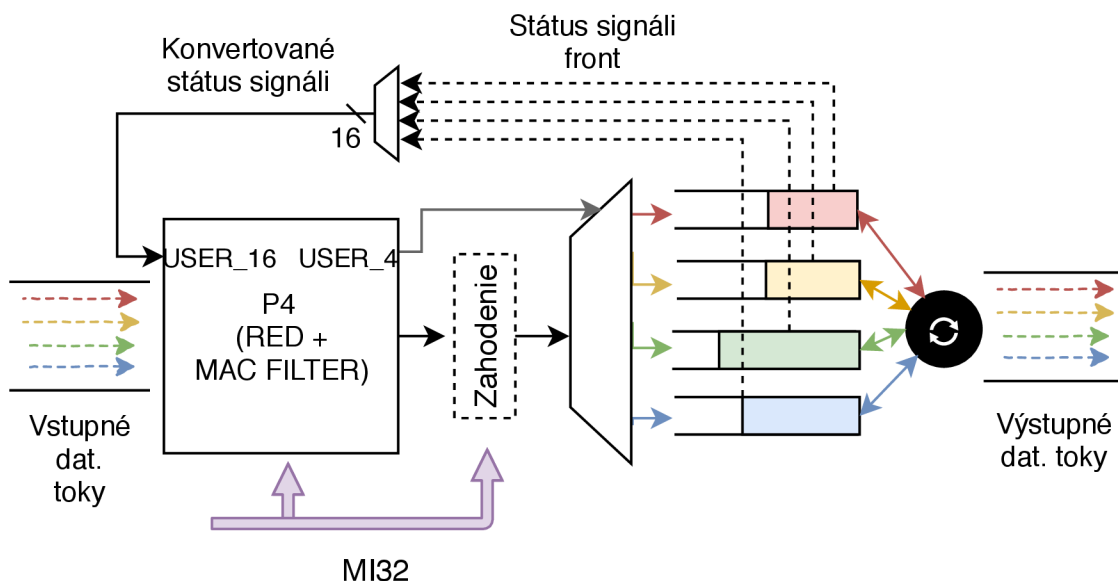 Konvertované
státus signáli
Státus signáli
front
16
USER_16
USER_4
P4
(RED +
MAC FILTER)
Zahodenie
Vstupné
dat.
toky
Výstupné
dat. toky
MI32